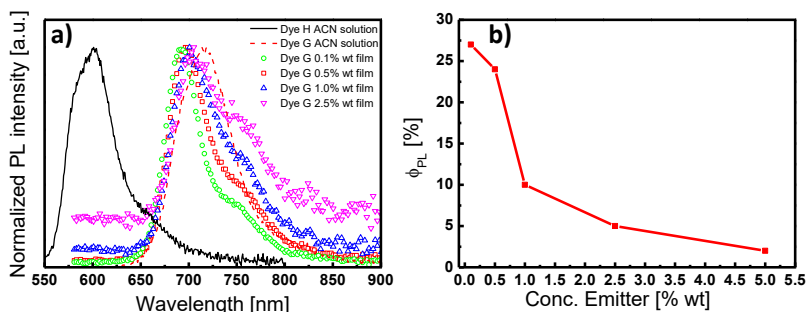 a)
Dye H ACN solution
Dye G ACN solution
Dye G 0.1% wt film
Dye G 0.5% wt film
Dye G 1.0% wt film
Dye G 2.5% wt film
Normalized PL intensity [a.u.]
550 600 650 700 750 800 850 900
Wavelength [nm]
b)
30
25
20
15
10
5
0
ϕPL [%]
0.0 0.5 1.0 1.5 2.0 2.5 3.0 3.5 4.0 4.5 5.0 5.5
Conc. Emitter [% wt]